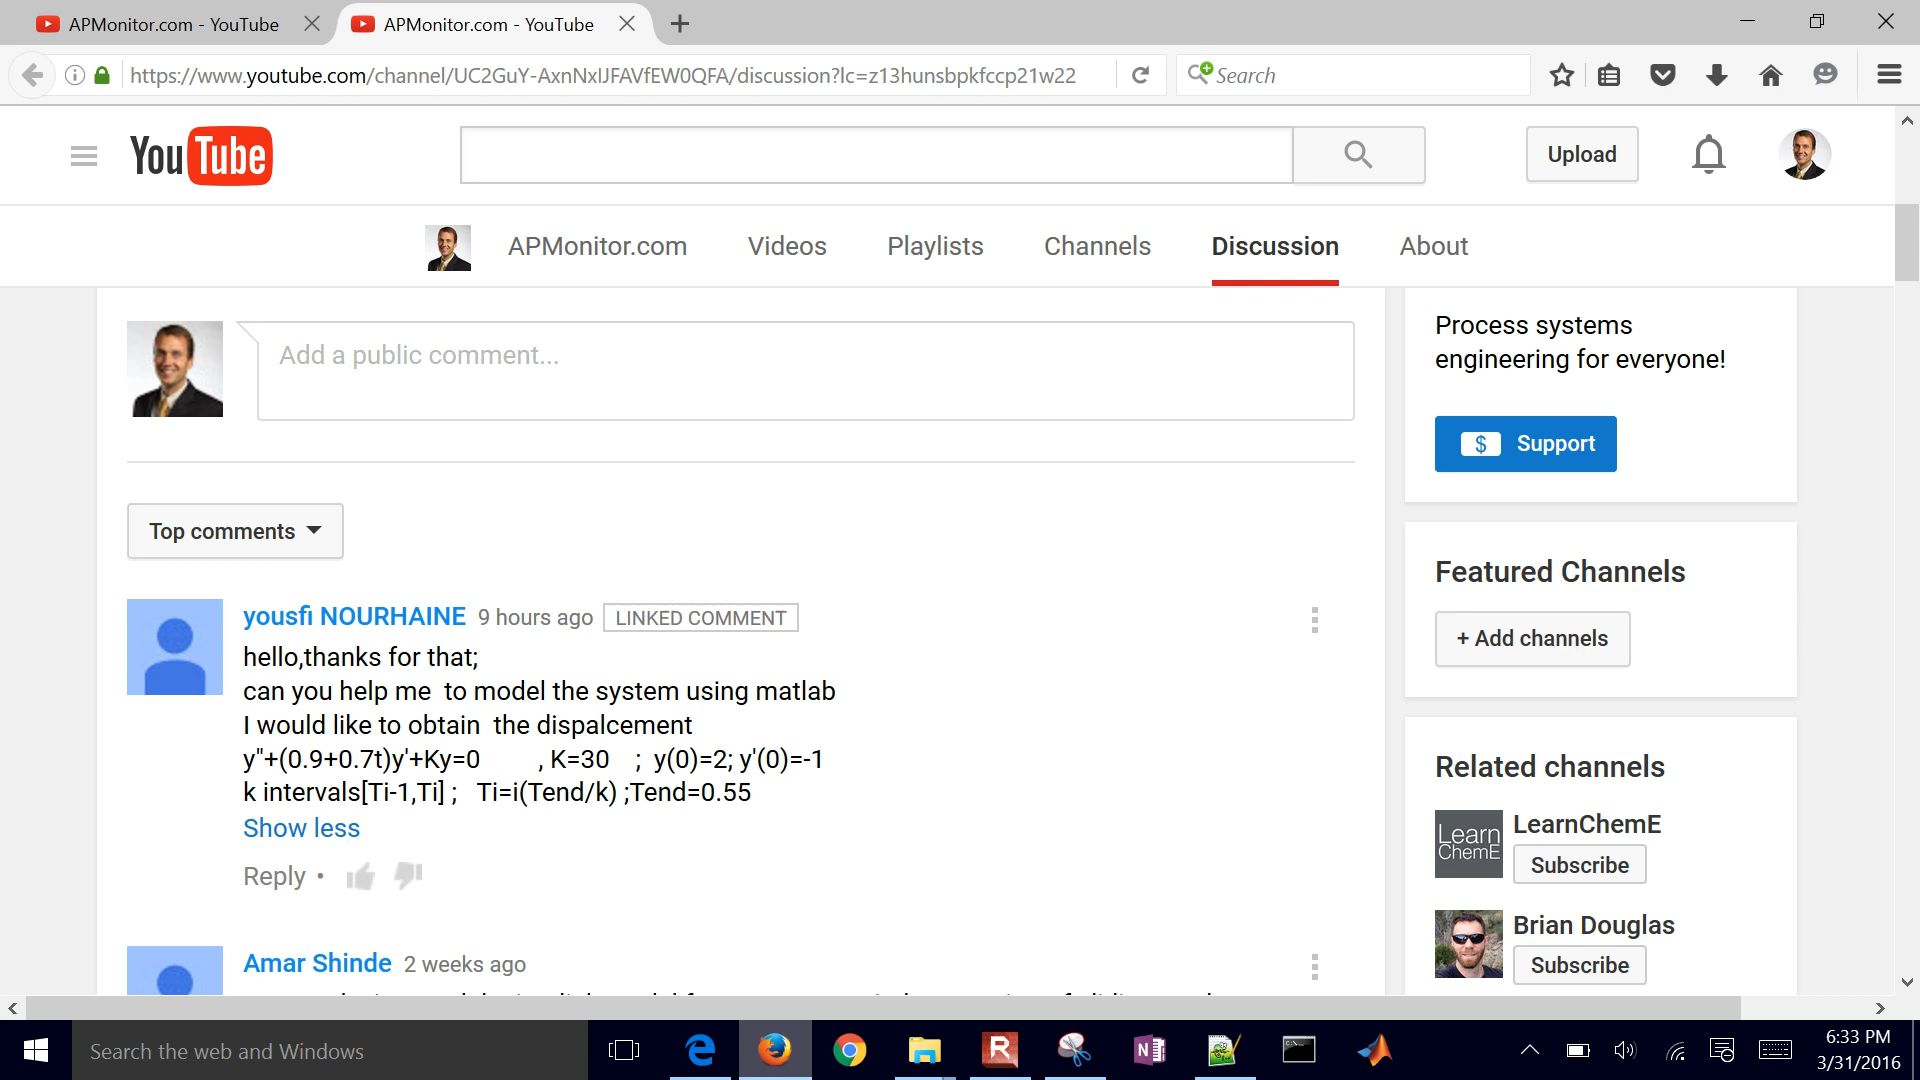 APMonitor.com - YouTube
APMonitor.com - YouTube
https://www.youtube.com/channel/UC2GuY-AxnNxIJFAVfEW0QFA/discussion?lc=z13hunsbpkfccp21w22
Search
You Tube
Upload
APMonitor.com
Videos
Playlists
Channels
Discussion
About
Add a public comment...
Top comments
yousfi NOURHAINE 9 hours ago LINKED COMMENT
hello,thanks for that;
can you help me  to model the system using matlab
I would like to obtain  the dispalcement
y"+(0.9+0.7t)y'+Ky=0        , K=30    ;  y(0)=2; y'(0)=-1
k intervals[Ti-1,Ti] ;   Ti=i(Tend/k) ;Tend=0.55
Show less
Reply •
Amar Shinde 2 weeks ago
Process systems
engineering for everyone!
$ Support
Featured Channels
+ Add channels
Related channels
Learn
ChemE
LearnChemE
Subscribe
Brian Douglas
Subscribe
Search the web and Windows
6:33 PM
3/31/2016